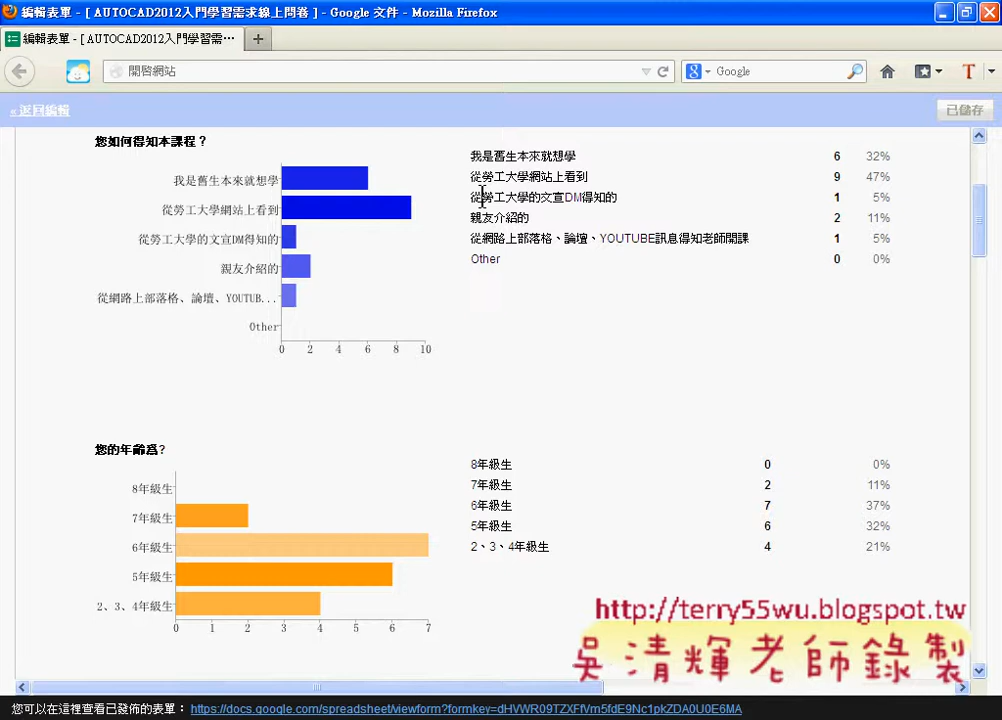 編輯表單 - [ AUTOCAD2012入門學習需求線上問卷 ] - Google 文件 - Mozilla Firefox
編輯表單 - [ AUTOCAD2012入門學習需…
開啓網站
Google
«返回編輯
已儲存
您如何得知本課程？
我是舊生本來就想學 6 32%
從勞工大學網站上看到 9 47%
從勞工大學的文宣DM得知的 1 5%
親友介紹的 2 11%
從網路上部落格、論壇、YOUTUBE訊息得知老師開課 1 5%
Other 0 0%
我是舊生本來就想學
從勞工大學網站上看到
從勞工大學的文宣DM得知的
親友介紹的
從網路上部落格、論壇、YOUTUB...
Other
0 2 4 6 8 10
您的年齡爲?
8年級生 0 0%
7年級生 2 11%
6年級生 7 37%
5年級生 6 32%
2、3、4年級生 4 21%
8年級生
7年級生
6年級生
5年級生
2、3、4年級生
0 1 2 3 4 5 6 7
http://terry55wu.blogspot.tw
吳清輝老師錄製
您可以在這裡查看已發佈的表單： https://docs.google.com/spreadsheet/viewform?formkey=dHVWR09TZXFfVm5fdE9Nc1pkZDA0U0E6MA